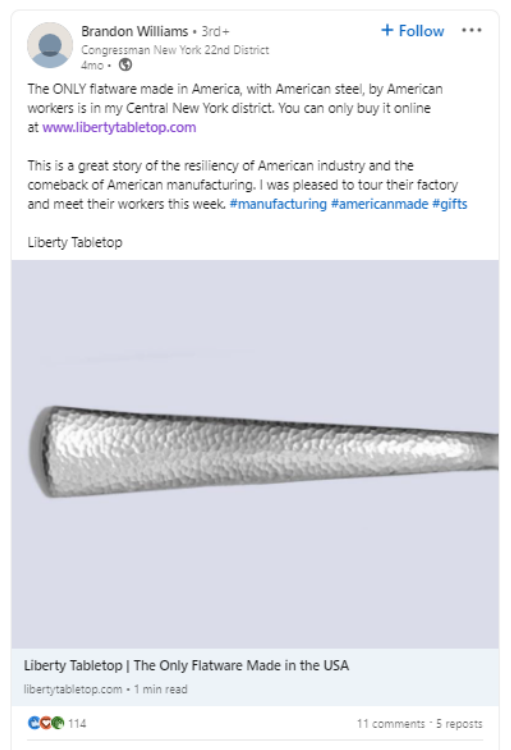 Brandon Williams • 3rd+
+ Follow •••
Congressman New York 22nd District
4mo •
The ONLY flatware made in America, with American steel, by American
workers is in my Central New York district. You can only buy it online
at www.libertytabletop.com
This is a great story of the resiliency of American industry and the
comeback of American manufacturing. I was pleased to tour their factory
and meet their workers this week. #manufacturing #americanmade #gifts
Liberty Tabletop
Liberty Tabletop | The Only Flatware Made in the USA
libertytabletop.com • 1 min read
114
11 comments · 5 reposts